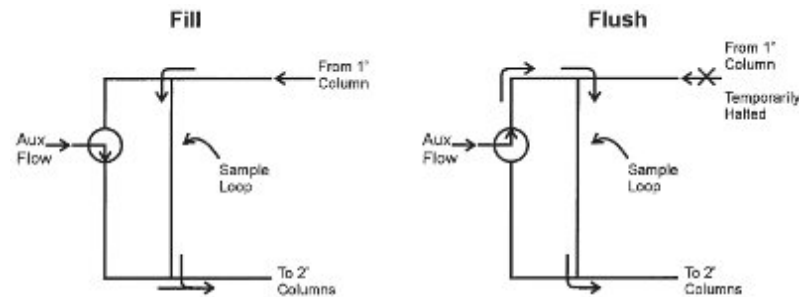 Fill
From 1°
Column
Aux
Flow
Sample
Loop
To 2°
Columns
Flush
From 1°
Column
Temporarily
Halted
Aux
Flow
Sample
Loop
To 2°
Columns